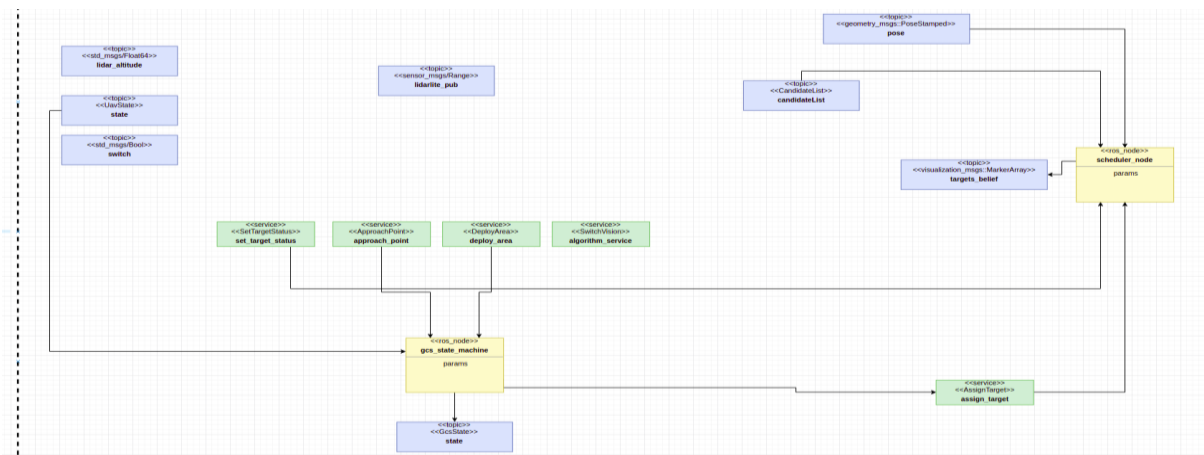 <<topic>>
<<geometry_msgs::PoseStamped>>
pose
<<topic>>
<<std_msgs/Float64>>
lidar_altitude
<<topic>>
<<sensor_msgs/Range>>
lidarlite_pub
<<topic>>
<<CandidateList>>
candidateList
<<topic>>
<<UavState>>
state
<<topic>>
<<std_msgs/Bool>>
switch
<<ros_node>>
scheduler_node
params
<<topic>>
<<visualization_msgs::MarkerArray>>
targets_belief
<<service>>
<<SetTargetStatus>>
set_target_status
<<service>>
<<ApproachPoint>>
approach_point
<<service>>
<<DeployArea>>
deploy_area
<<service>>
<<SwitchVision>>
algorithm_service
<<ros_node>>
gcs_state_machine
params
<<service>>
<<AssignTarget>>
assign_target
<<topic>>
<<GcsState>>
state